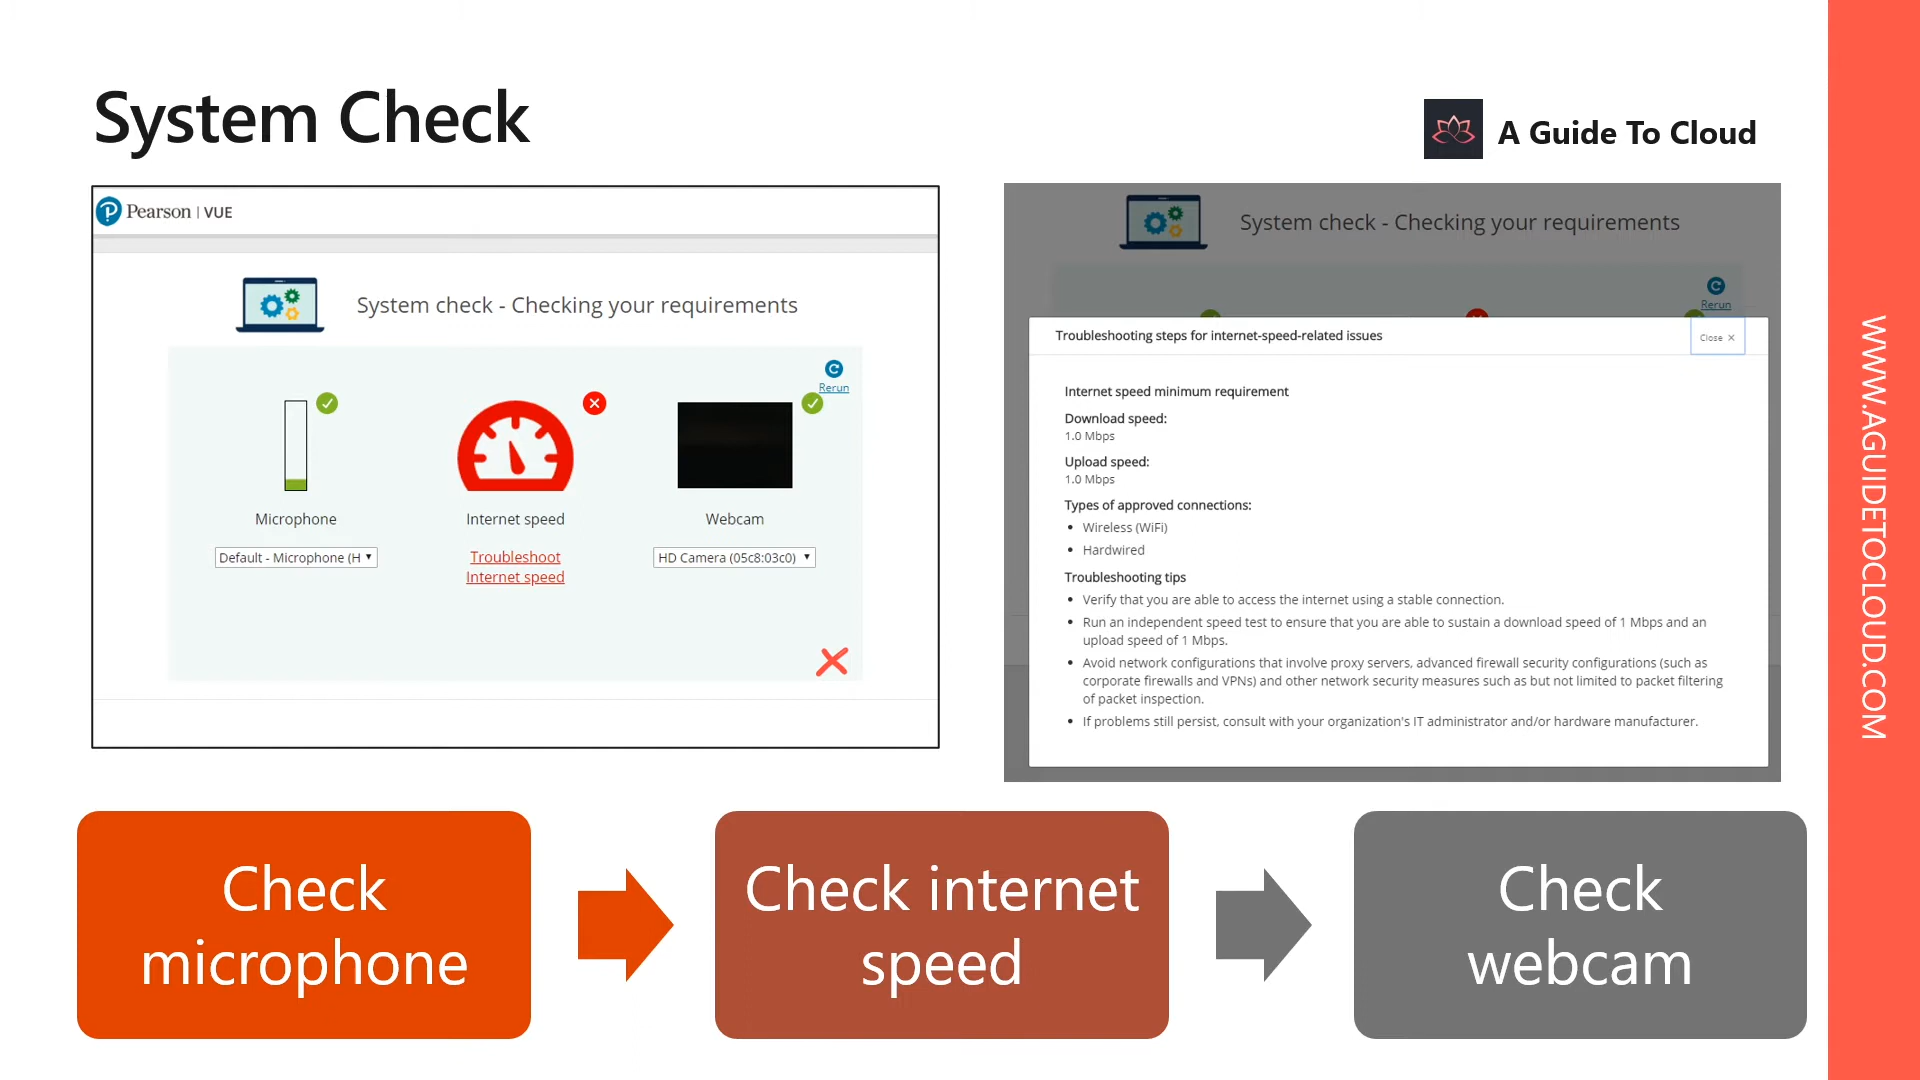 System Check
A Guide To Cloud
Pearson | VUE
System check - Checking your requirements
Rerun
Microphone
Internet speed
Webcam
Default - Microphone (H
Troubleshoot
Internet speed
HD Camera (05c8:03c0)
System check - Checking your requirements
Rerun
Troubleshooting steps for internet-speed-related issues
Close ×
Internet speed minimum requirement
Download speed:
1.0 Mbps
Upload speed:
1.0 Mbps
Types of approved connections:
• Wireless (WiFi)
• Hardwired
Troubleshooting tips
• Verify that you are able to access the internet using a stable connection.
• Run an independent speed test to ensure that you are able to sustain a download speed of 1 Mbps and an
upload speed of 1 Mbps.
• Avoid network configurations that involve proxy servers, advanced firewall security configurations (such as
corporate firewalls and VPNs) and other network security measures such as but not limited to packet filtering
of packet inspection.
• If problems still persist, consult with your organization's IT administrator and/or hardware manufacturer.
Check
microphone
Check internet
speed
Check
webcam
WWW.AGUIDETOCLOUD.COM